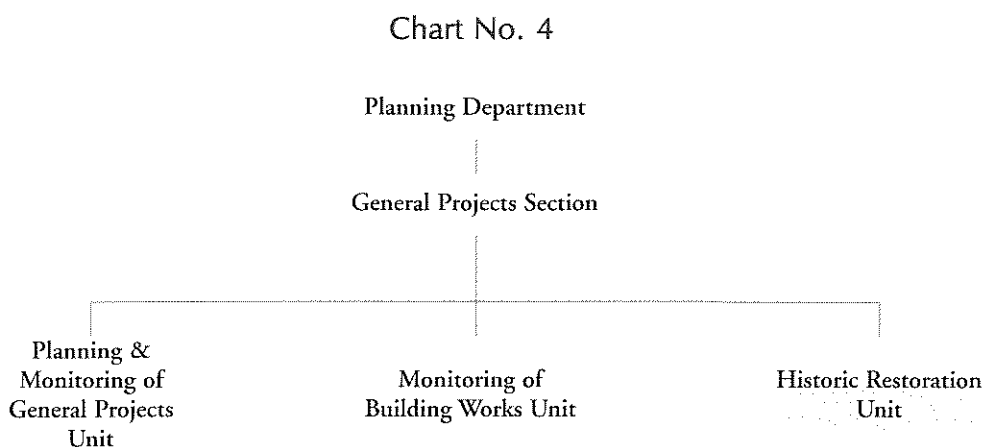 Chart No. 4
Planning Department
General Projects Section
Planning &
Monitoring of
General Projects
Unit
Monitoring of
Building Works Unit
Historic Restoration
Unit